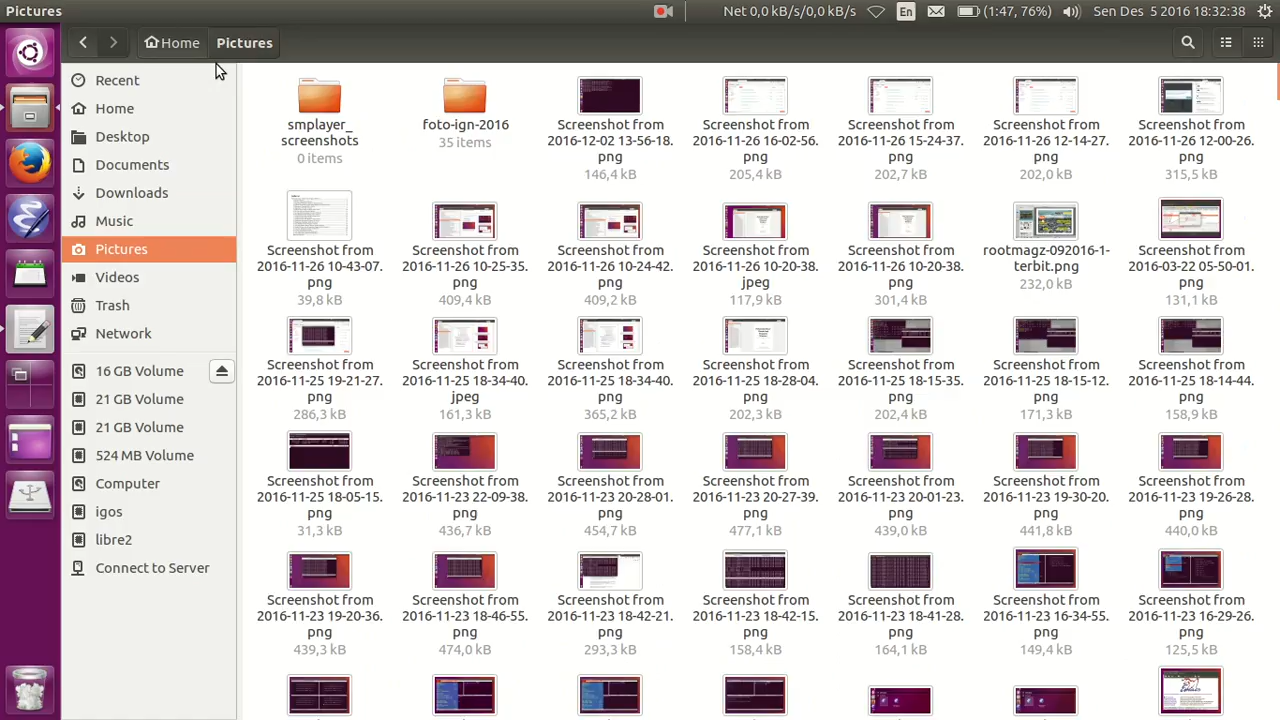 Pictures
Net 0,0 kB/s/0,0 kB/s
En
(1:47, 76%)
Sen Des 5 2016 18:32:38
Home
Pictures
Recent
Home
Desktop
Documents
Downloads
Music
Pictures
Videos
Trash
Network
16 GB Volume
21 GB Volume
21 GB Volume
524 MB Volume
Computer
igos
libre2
Connect to Server
smplayer_
screenshots
0 items
foto-ign-2016
35 items
Screenshot from
2016-12-02 13-56-18.
png
146,4 kB
Screenshot from
2016-11-26 16-02-56.
png
205,4 kB
Screenshot from
2016-11-26 15-24-37.
png
202,7 kB
Screenshot from
2016-11-26 12-14-27.
png
202,0 kB
Screenshot from
2016-11-26 12-00-26.
png
315,5 kB
Screenshot from
2016-11-26 10-43-07.
png
39,8 kB
Screenshot from
2016-11-26 10-25-35.
png
409,4 kB
Screenshot from
2016-11-26 10-24-42.
png
409,2 kB
Screenshot from
2016-11-26 10-20-38.
jpeg
117,9 kB
Screenshot from
2016-11-26 10-20-38.
png
301,4 kB
rootmagz-092016-1-
terbit.png
232,0 kB
Screenshot from
2016-03-22 05-50-01.
png
131,1 kB
Screenshot from
2016-11-25 19-21-27.
png
286,3 kB
Screenshot from
2016-11-25 18-34-40.
jpeg
161,3 kB
Screenshot from
2016-11-25 18-34-40.
png
365,2 kB
Screenshot from
2016-11-25 18-28-04.
png
202,3 kB
Screenshot from
2016-11-25 18-15-35.
png
202,4 kB
Screenshot from
2016-11-25 18-15-12.
png
171,3 kB
Screenshot from
2016-11-25 18-14-44.
png
158,9 kB
Screenshot from
2016-11-25 18-05-15.
png
31,3 kB
Screenshot from
2016-11-23 22-09-38.
png
436,7 kB
Screenshot from
2016-11-23 20-28-01.
png
454,7 kB
Screenshot from
2016-11-23 20-27-39.
png
477,1 kB
Screenshot from
2016-11-23 20-01-23.
png
439,0 kB
Screenshot from
2016-11-23 19-30-20.
png
441,8 kB
Screenshot from
2016-11-23 19-26-28.
png
440,0 kB
Screenshot from
2016-11-23 19-20-36.
png
439,3 kB
Screenshot from
2016-11-23 18-46-55.
png
474,0 kB
Screenshot from
2016-11-23 18-42-21.
png
293,3 kB
Screenshot from
2016-11-23 18-42-15.
png
158,4 kB
Screenshot from
2016-11-23 18-41-28.
png
164,1 kB
Screenshot from
2016-11-23 16-34-55.
png
149,4 kB
Screenshot from
2016-11-23 16-29-26.
png
125,5 kB